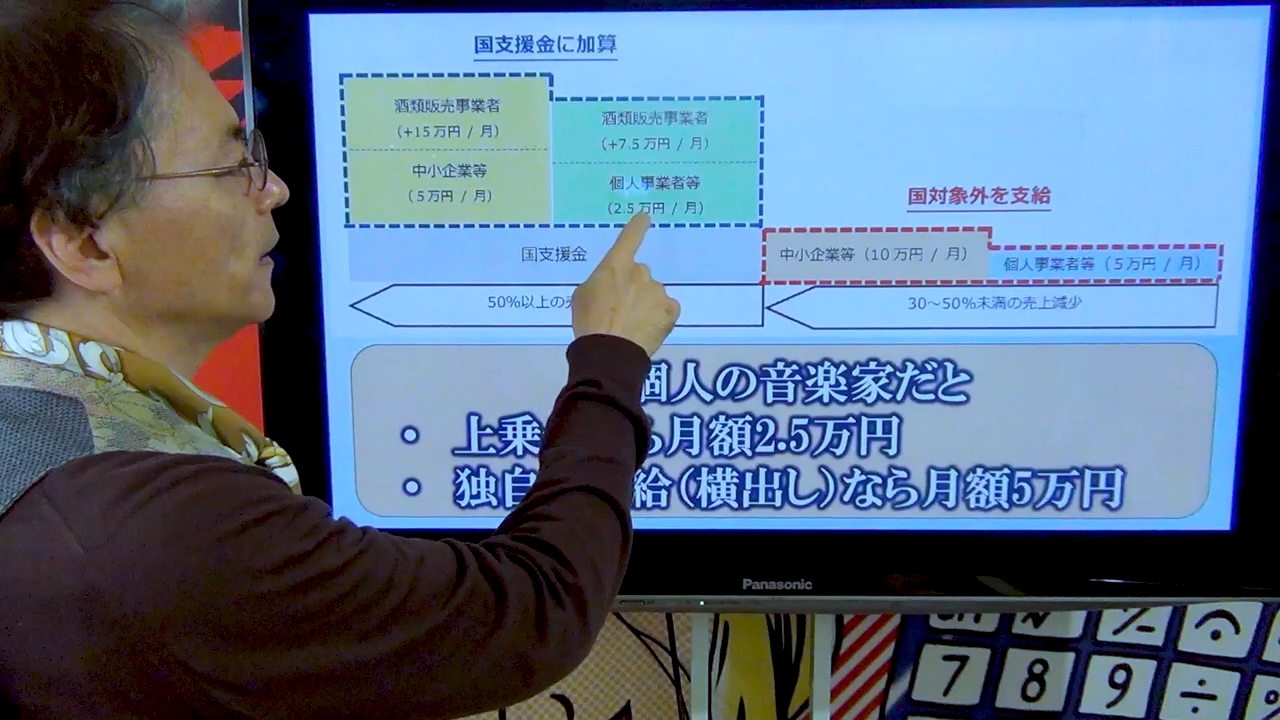 国支援金に加算
酒類販売事業者
（+15万円 / 月）
中小企業等
（5万円 / 月）
酒類販売事業者
（+7.5万円 / 月）
個人事業者等
（2.5万円 / 月）
国対象外を支給
国支援金
中小企業等（10万円 / 月）
個人事業者等（5万円 / 月）
50%以上の
30～50%未満の売上減少
個人の音楽家だと
• 上乗 ら月額2.5万円
• 独自 給（横出し）なら月額5万円
Panasonic
7 8 9 ÷